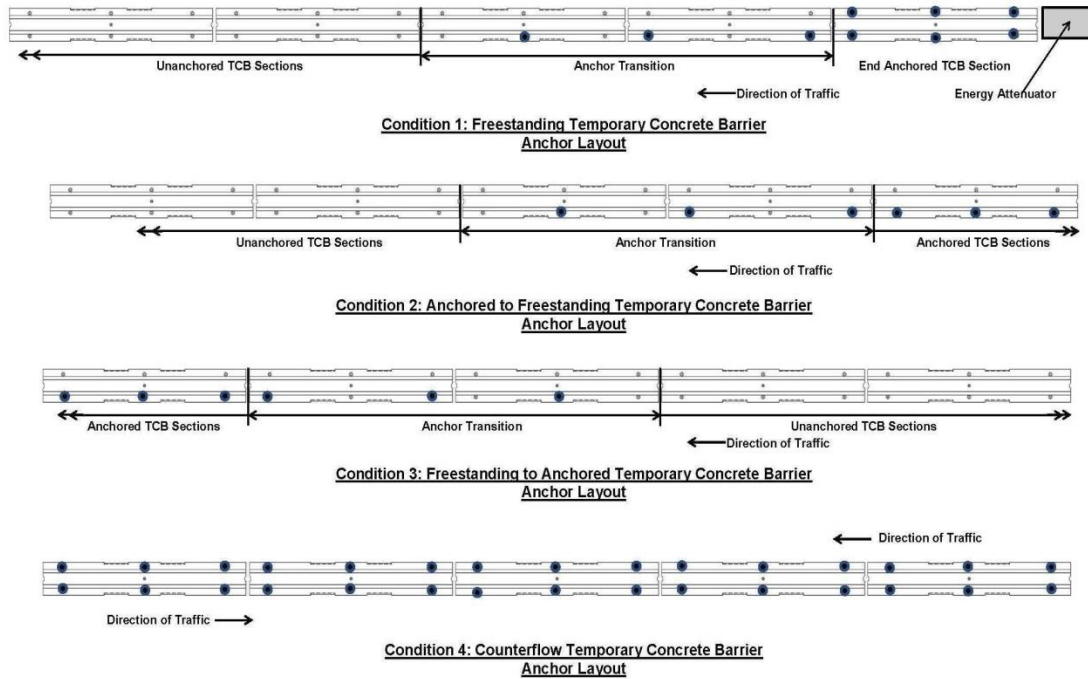 Unanchored TCB Sections
Anchor Transition
End Anchored TCB Section
Direction of Traffic
Energy Attenuator
Condition 1: Freestanding Temporary Concrete Barrier
Anchor Layout
Unanchored TCB Sections
Anchor Transition
Anchored TCB Sections
Direction of Traffic
Condition 2: Anchored to Freestanding Temporary Concrete Barrier
Anchor Layout
Anchored TCB Sections
Anchor Transition
Unanchored TCB Sections
Direction of Traffic
Condition 3: Freestanding to Anchored Temporary Concrete Barrier
Anchor Layout
Direction of Traffic
Direction of Traffic
Condition 4: Counterflow Temporary Concrete Barrier
Anchor Layout